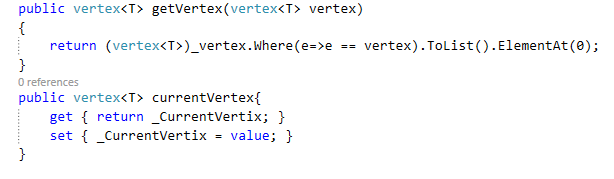 public vertex<T> getVertex(vertex<T> vertex)
{
return (vertex<T>)_vertex.Where(e=>e == vertex).ToList().ElementAt(0);
}
0 references
public vertex<T> currentVertex{
get { return _CurrentVertix; }
set { _CurrentVertix = value; }
}